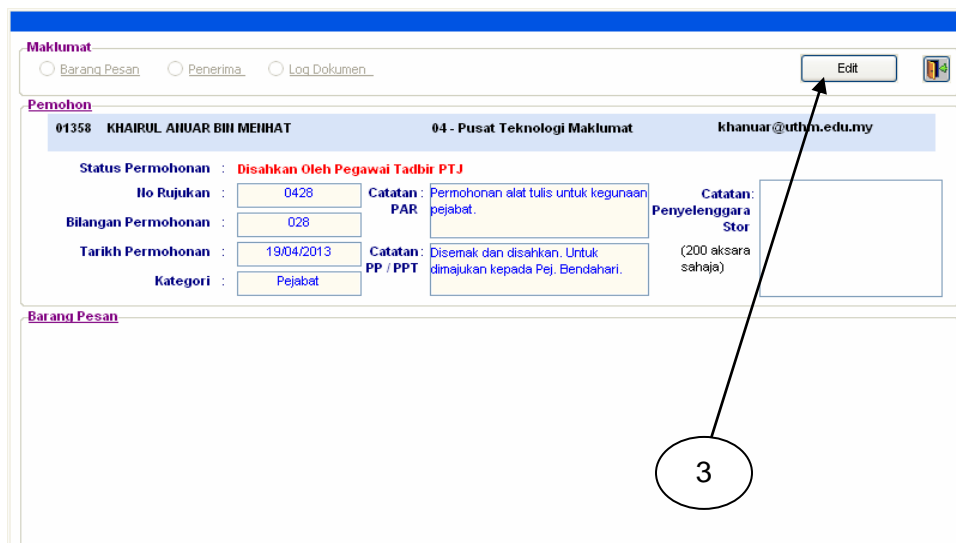 Maklumat
Barang Pesan Penerima Log Dokumen
Edit
Pemohon
01358 KHAIRUL ANUAR BIN MENHAT 04 - Pusat Teknologi Maklumat khanuar@uthm.edu.my
Status Permohonan : Disahkan Oleh Pegawai Tadbir PTJ
No Rujukan : 0428
Bilangan Permohonan : 028
Tarikh Permohonan : 19/04/2013
Kategori : Pejabat
Catatan : PAR
Permohonan alat tulis untuk kegunaan
pejabat.
Catatan : PP / PPT
Disemak dan disahkan. Untuk
dimajukan kepada Pej. Bendahari.
Catatan:
Penyelenggara
Stor
(200 aksara
sahaja)
Barang Pesan
3